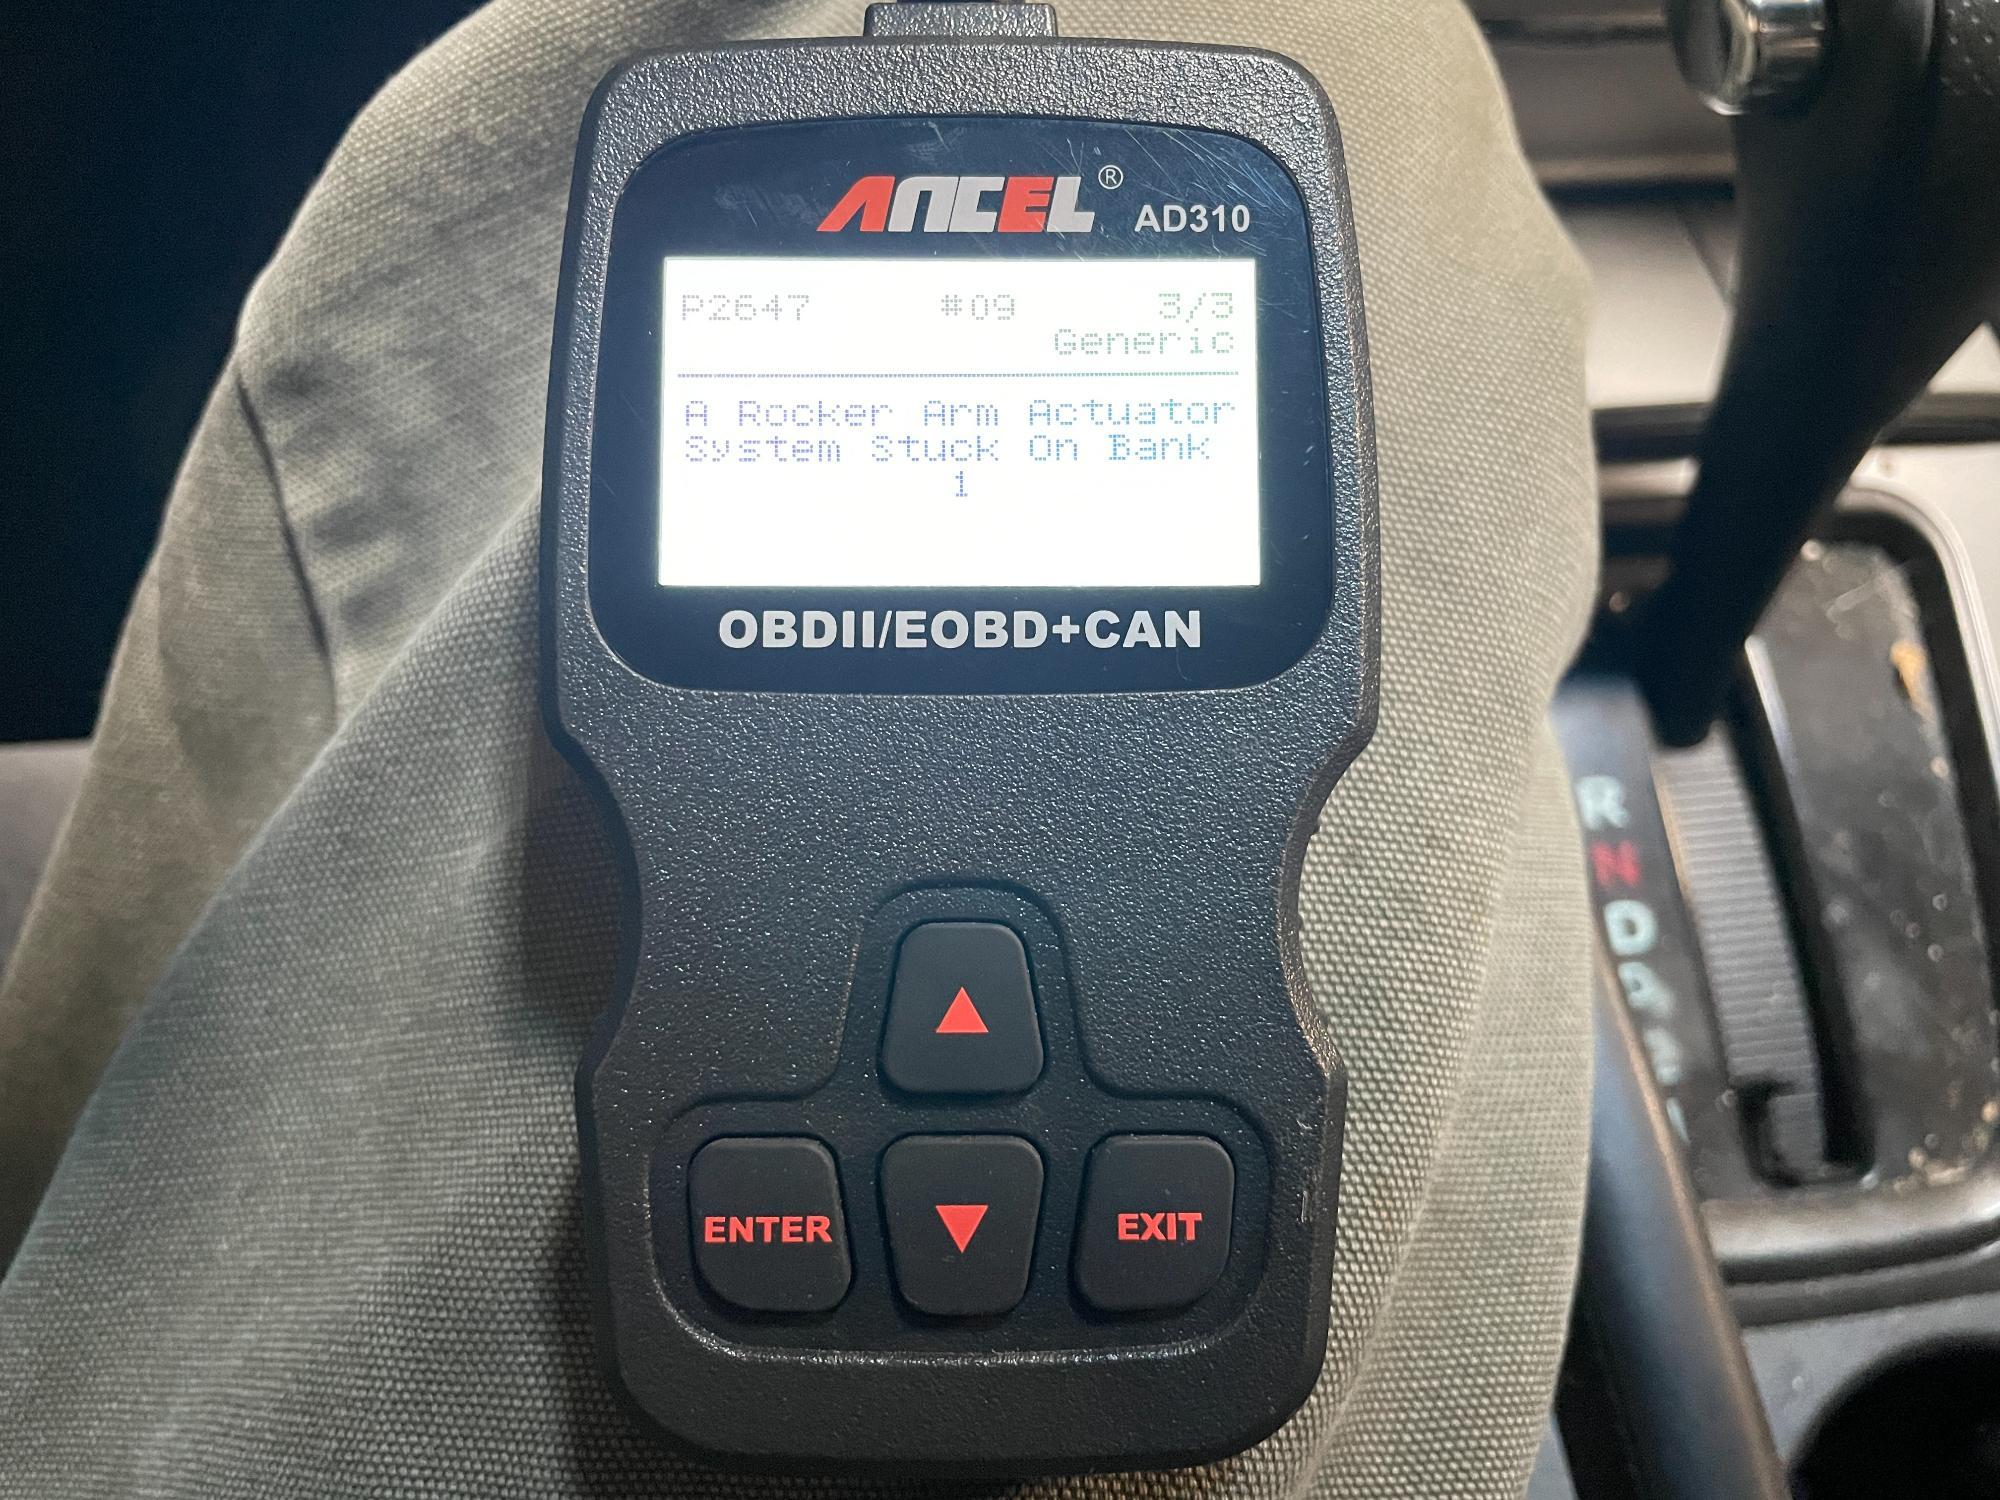 ANCEL® AD310
P2647 #09 3/3
Generic
A Rocker Arm Actuator
System Stuck On Bank
1
OBDII/EOBD+CAN
ENTER
EXIT
R
N
D